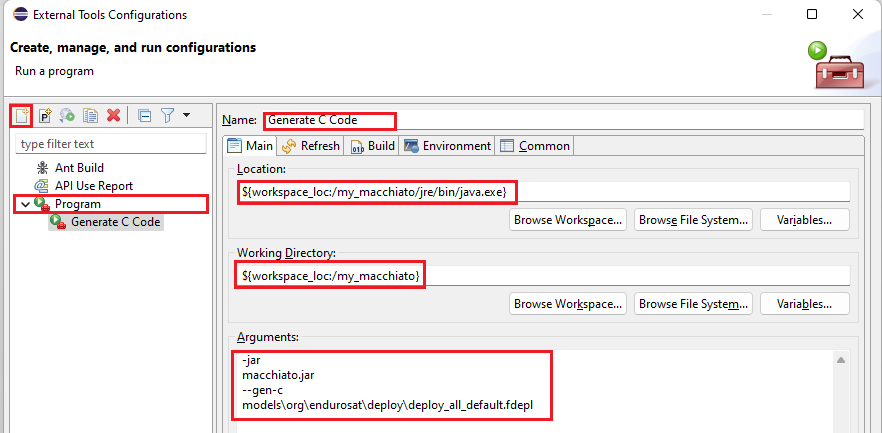 External Tools Configurations
Create, manage, and run configurations
Run a program
type filter text
Ant Build
API Use Report
Program
Generate C Code
Name: Generate C Code
Main Refresh Build Environment Common
Location:
${workspace_loc:/my_macchiato/jre/bin/java.exe}
Browse Workspace... Browse File System... Variables...
Working Directory:
${workspace_loc:/my_macchiato}
Browse Workspace... Browse File System... Variables...
Arguments:
-jar
macchiato.jar
--gen-c
models\org\endurosat\deploy\deploy_all_default.fdepl